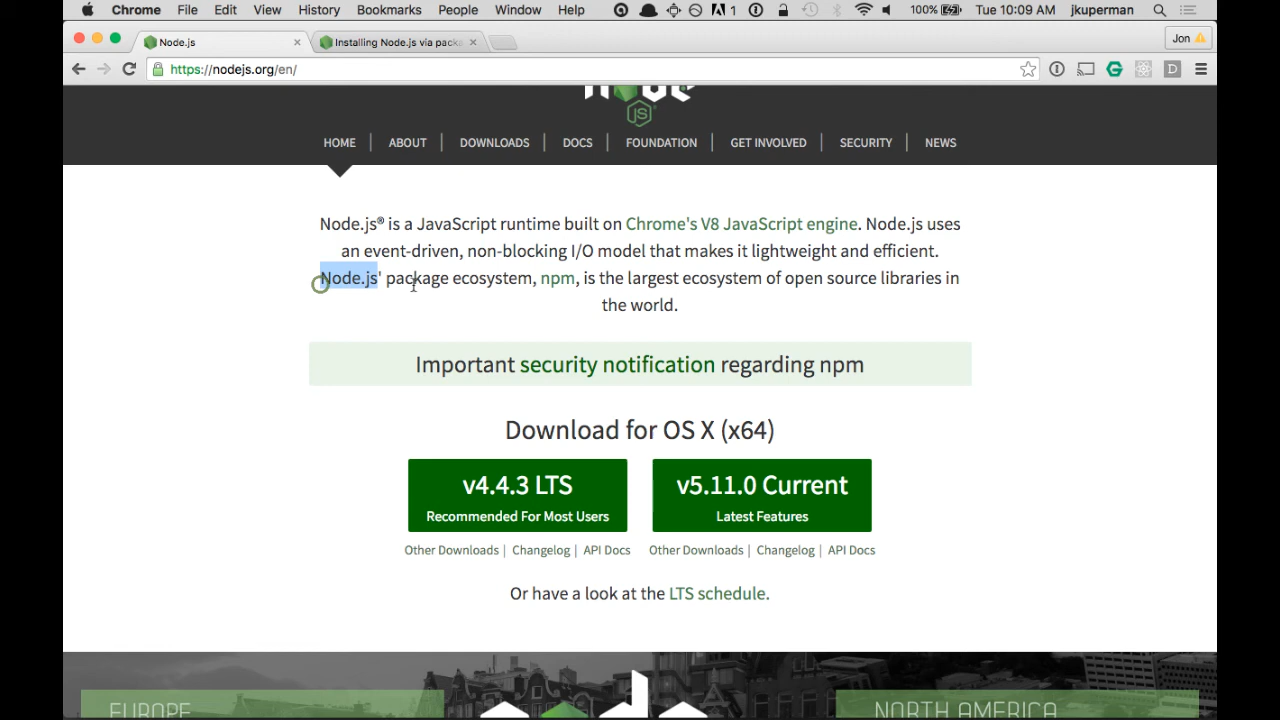 Chrome File Edit View History Bookmarks People Window Help 1 100% Tue 10:09 AM jkuperman
Node.js Installing Node.js via packa Jon
https://nodejs.org/en/
JS
HOME ABOUT DOWNLOADS DOCS FOUNDATION GET INVOLVED SECURITY NEWS
Node.js® is a JavaScript runtime built on Chrome's V8 JavaScript engine. Node.js uses
an event-driven, non-blocking I/O model that makes it lightweight and efficient.
Node.js' package ecosystem, npm, is the largest ecosystem of open source libraries in
the world.
Important security notification regarding npm
Download for OS X (x64)
v4.4.3 LTS v5.11.0 Current
Recommended For Most Users Latest Features
Other Downloads | Changelog | API Docs Other Downloads | Changelog | API Docs
Or have a look at the LTS schedule.
EUROPE NORTH AMERICA